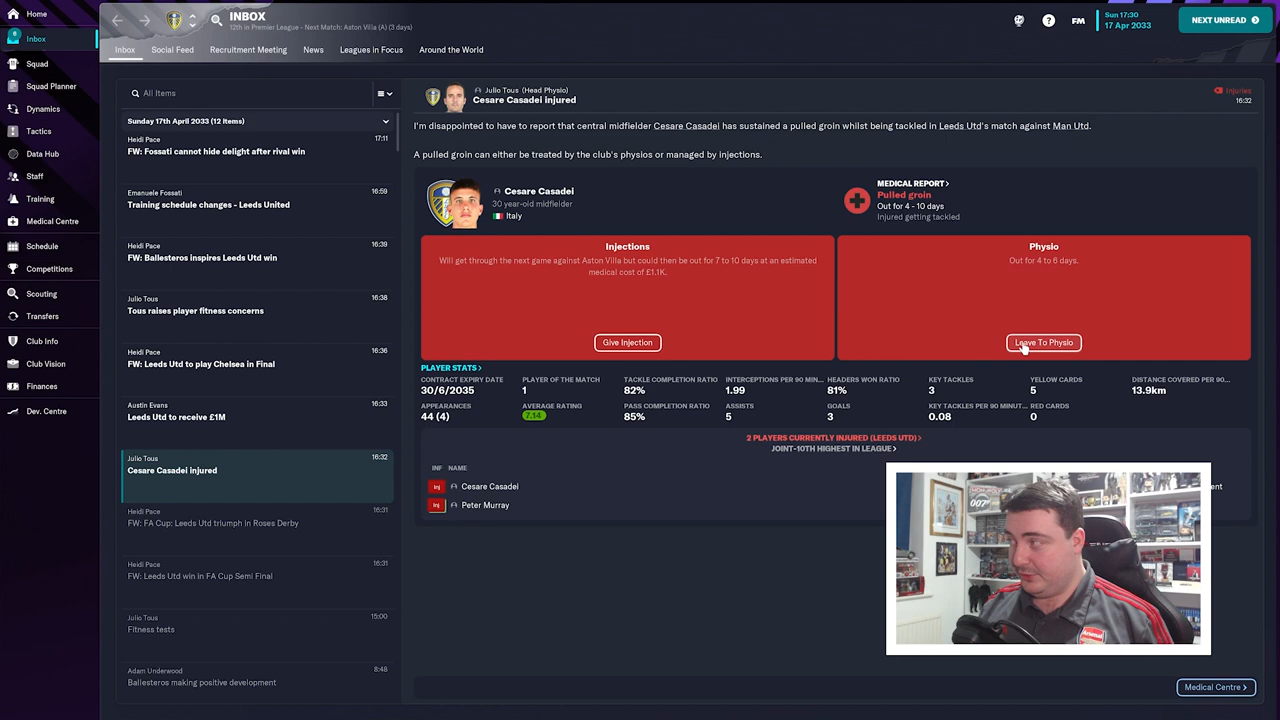 Home
6
Inbox
Squad
Squad Planner
Dynamics
Tactics
Data Hub
Staff
Training
Medical Centre
Schedule
Competitions
Scouting
Transfers
Club Info
Club Vision
Finances
Dev. Centre
INBOX
12th in Premier League - Next Match: Aston Villa (A) (3 days)
?
FM
Sun 17:30
17 Apr 2033
NEXT UNREAD
Inbox
Social Feed
Recruitment Meeting
News
Leagues in Focus
Around the World
All Items
Sunday 17th April 2033 (12 Items)
Heidi Pace 17:11
FW: Fossati cannot hide delight after rival win
Emanuele Fossati 16:59
Training schedule changes - Leeds United
Heidi Pace 16:39
FW: Ballesteros inspires Leeds Utd win
Julio Tous 16:38
Tous raises player fitness concerns
Heidi Pace 16:36
FW: Leeds Utd to play Chelsea in Final
Austin Evans 16:33
Leeds Utd to receive £1M
Julio Tous 16:32
Cesare Casadei injured
Heidi Pace 16:31
FW: FA Cup: Leeds Utd triumph in Roses Derby
Heidi Pace 16:31
FW: Leeds Utd win in FA Cup Semi Final
Julio Tous 15:00
Fitness tests
Adam Underwood 8:48
Ballesteros making positive development
Julio Tous (Head Physio)
Cesare Casadei injured
Injuries
16:32
I'm disappointed to have to report that central midfielder Cesare Casadei has sustained a pulled groin whilst being tackled in Leeds Utd's match against Man Utd.
A pulled groin can either be treated by the club's physios or managed by injections.
Cesare Casadei
30 year-old midfielder
Italy
MEDICAL REPORT >
Pulled groin
Out for 4 - 10 days
Injured getting tackled
Injections
Will get through the next game against Aston Villa but could then be out for 7 to 10 days at an estimated
medical cost of £1.1K.
Give Injection
Physio
Out for 4 to 6 days.
Leave To Physio
PLAYER STATS >
CONTRACT EXPIRY DATE
30/6/2035
PLAYER OF THE MATCH
1
TACKLE COMPLETION RATIO
82%
INTERCEPTIONS PER 90 MIN...
1.99
HEADERS WON RATIO
81%
KEY TACKLES
3
YELLOW CARDS
5
DISTANCE COVERED PER 90...
13.9km
APPEARANCES
44 (4)
AVERAGE RATING
7.14
PASS COMPLETION RATIO
85%
ASSISTS
5
GOALS
3
KEY TACKLES PER 90 MINUT...
0.08
RED CARDS
0
2 PLAYERS CURRENTLY INJURED (LEEDS UTD) >
JOINT-10TH HIGHEST IN LEAGUE >
INF NAME
Inj Cesare Casadei
Inj Peter Murray
ent
007
Arsenal
Medical Centre >